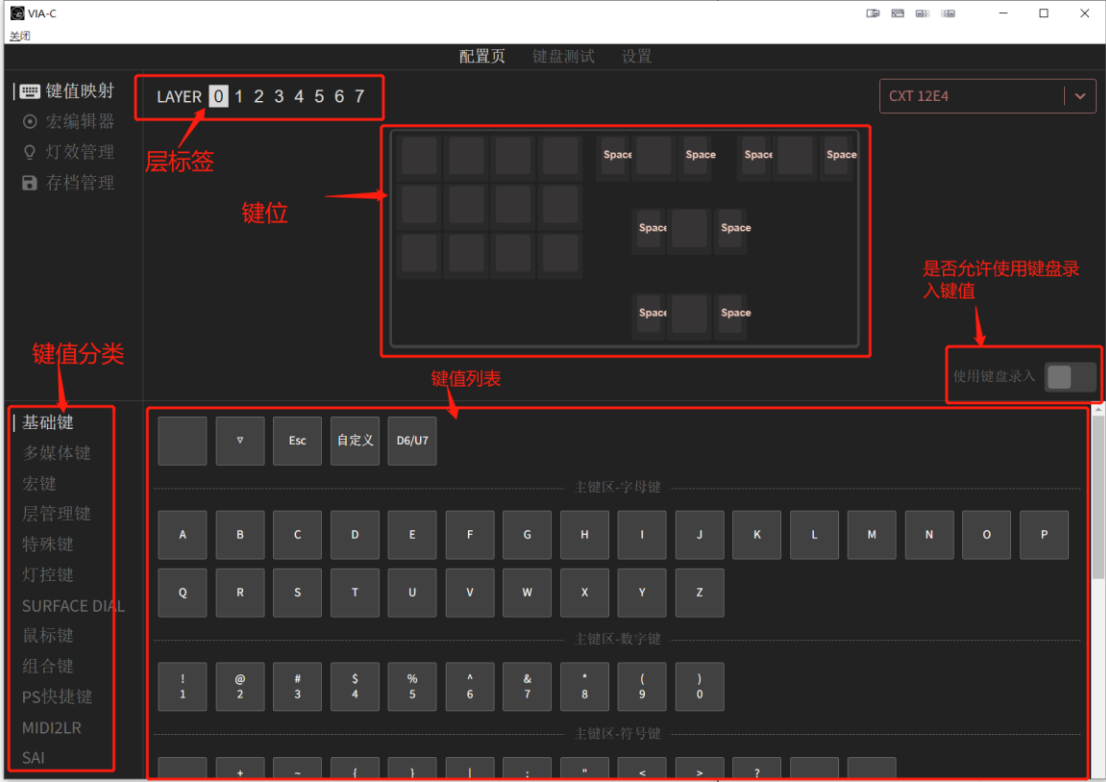 VIA-C
关闭
配置页 键盘测试 设置
键值映射
宏编辑器
灯效管理
存档管理
LAYER 0 1 2 3 4 5 6 7
层标签
CXT 12E4
键位
Space Space Space Space
Space Space
Space Space
是否允许使用键盘录
入键值
使用键盘录入
键值分类
键值列表
基础键
多媒体键
宏键
层管理键
特殊键
灯控键
SURFACE DIAL
鼠标键
组合键
PS快捷键
MIDI2LR
SAI
▽ Esc 自定义 D6/U7
主键区-字母键
A B C D E F G H I J K L M N O P
Q R S T U V W X Y Z
主键区-数字键
! @ # $ % ^ & * ( )
1 2 3 4 5 6 7 8 9 0
主键区-符号键
+ ~ { } | : " < > ?